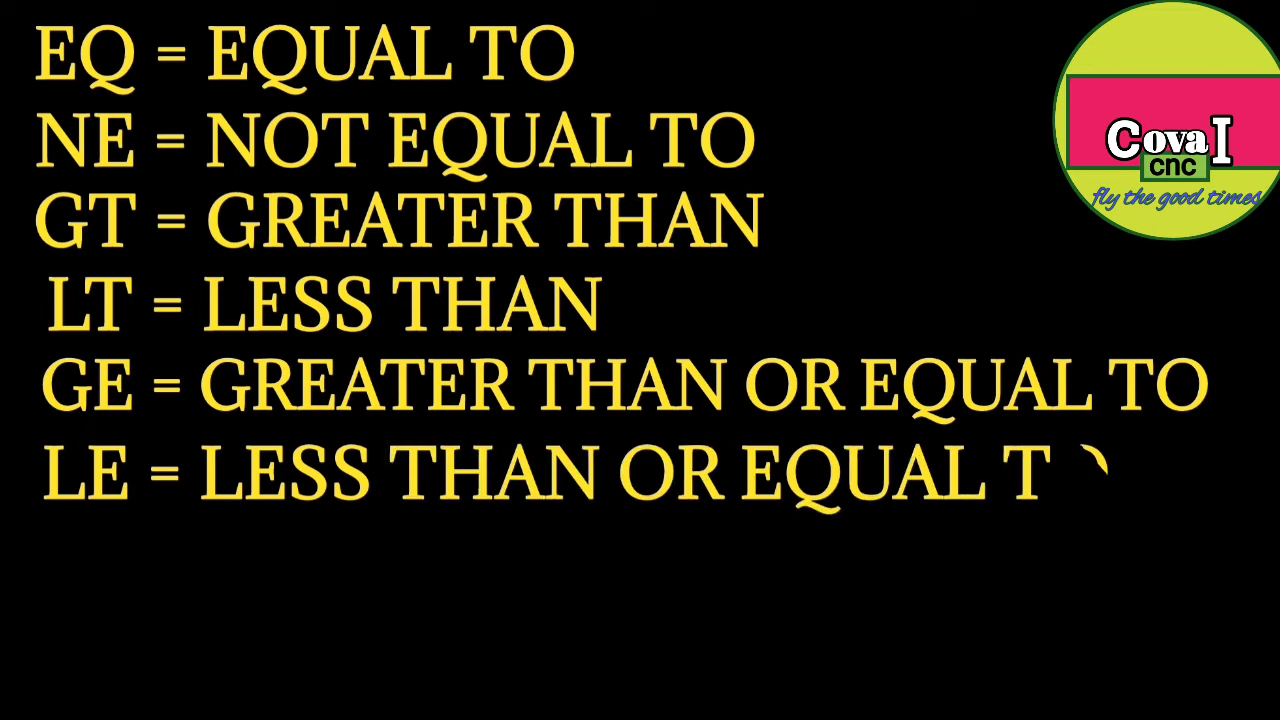 EQ = EQUAL TO
NE = NOT EQUAL TO
GT = GREATER THAN
LT = LESS THAN
GE = GREATER THAN OR EQUAL TO
LE = LESS THAN OR EQUAL T
CovaI
cnc
fly the good times